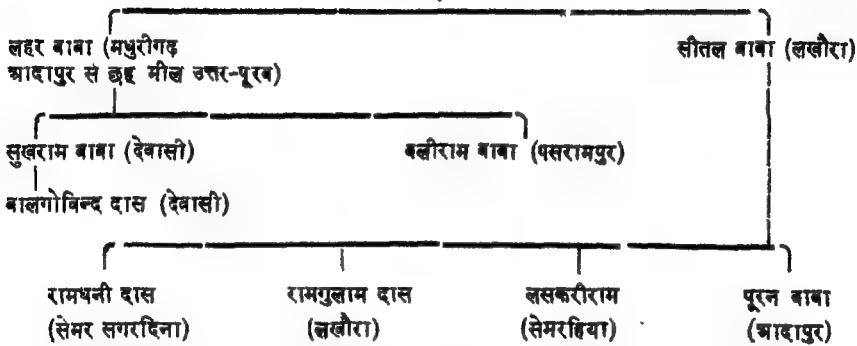 लहर बाबा (मधुरीगढ़
आदापुर से छह मील उत्तर-पूरब)
सीतल बाबा (लखौरा)
सुखराम बाबा (देवासी)
बलीराम बाबा (पसरामपुर)
बालगोविन्द दास (देवासी)
रामधनी दास
(सेमर सगरदिना)
रामगुलाम दास
(लखौरा)
लसकरीराम
(सेमरहिया)
पूरन बाबा
(आदापुर)